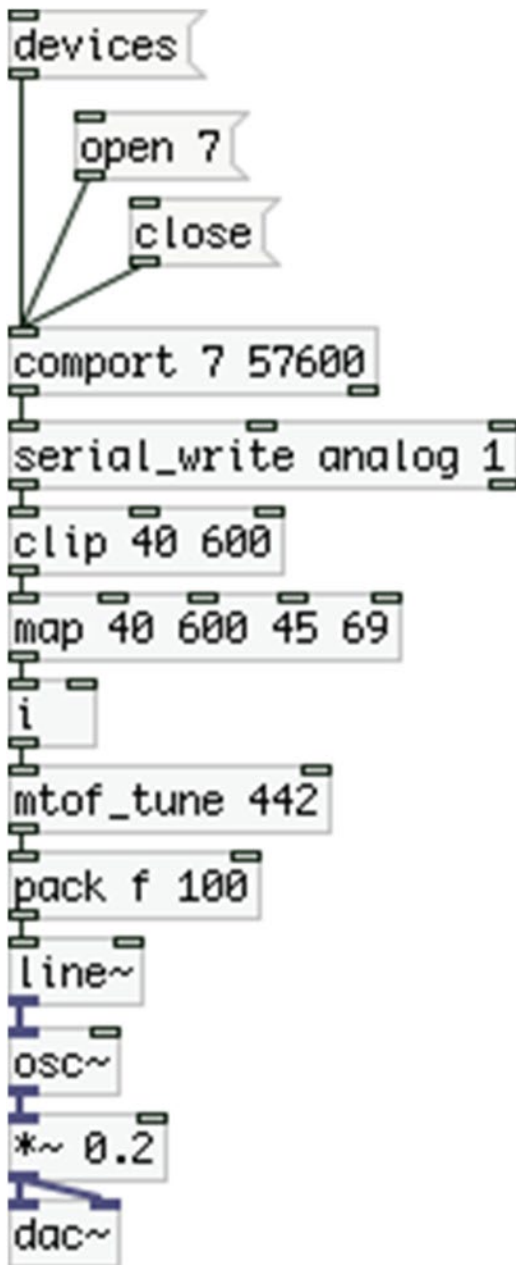 devices
open 7
close
comport 7 57600
serial_write analog 1
clip 40 600
map 40 600 45 69
i
mtof_tune 442
pack f 100
line~
osc~
*~ 0.2
dac~